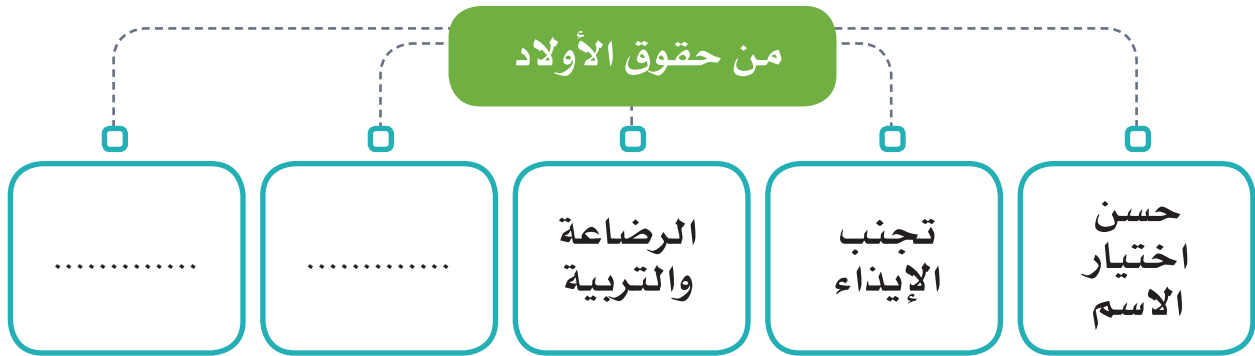 من حقوق الأولاد
حسن
اختيار
الاسم
تجنب
الإيذاء
الرضاعة
والتربية
.............
.............